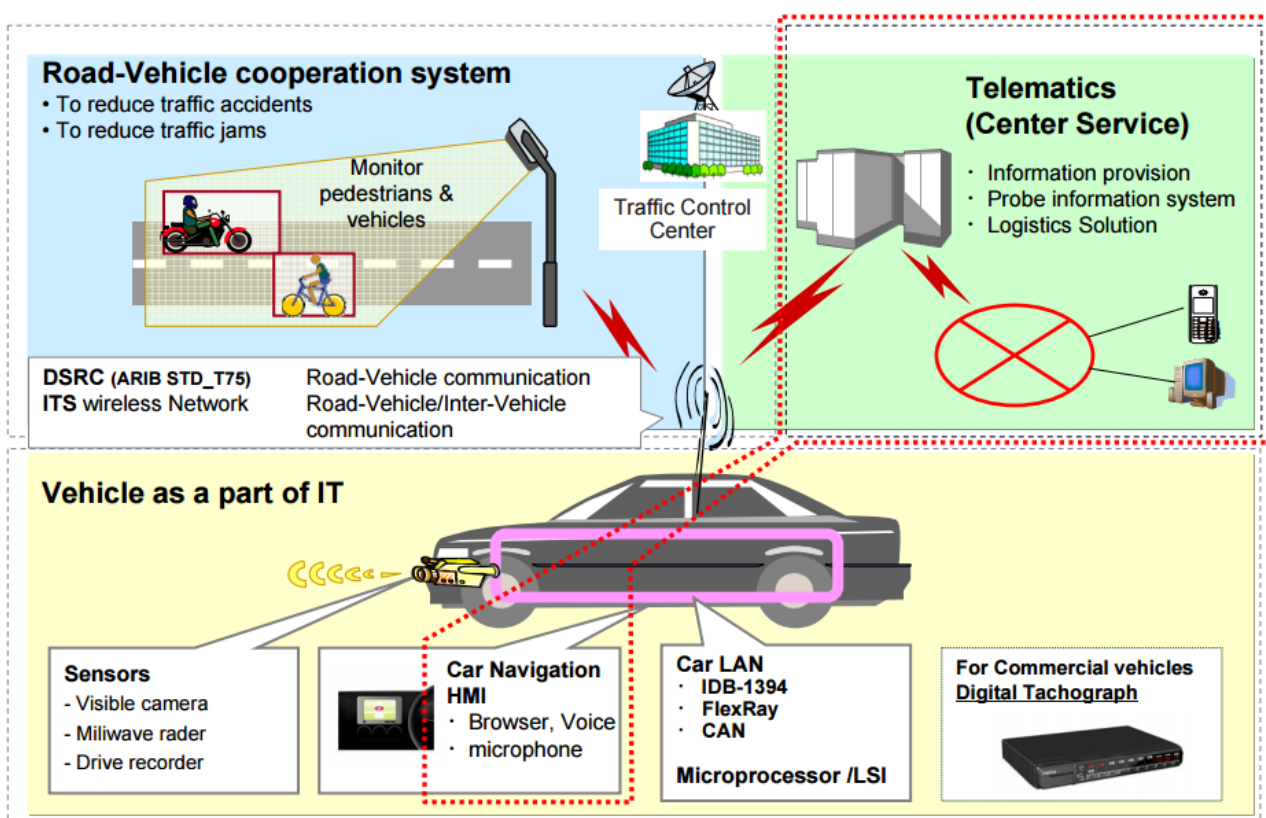 Road-Vehicle cooperation system
• To reduce traffic accidents
• To reduce traffic jams
Monitor
pedestrians &
vehicles
Traffic Control
Center
Telematics
(Center Service)
・ Information provision
・ Probe information system
・ Logistics Solution
DSRC (ARIB STD_T75) Road-Vehicle communication
ITS wireless Network Road-Vehicle/Inter-Vehicle
communication
Vehicle as a part of IT
Sensors
- Visible camera
- Miliwave rader
- Drive recorder
Car Navigation
HMI
・ Browser, Voice
・ microphone
Car LAN
・ IDB-1394
・ FlexRay
・ CAN
Microprocessor /LSI
For Commercial vehicles
Digital Tachograph